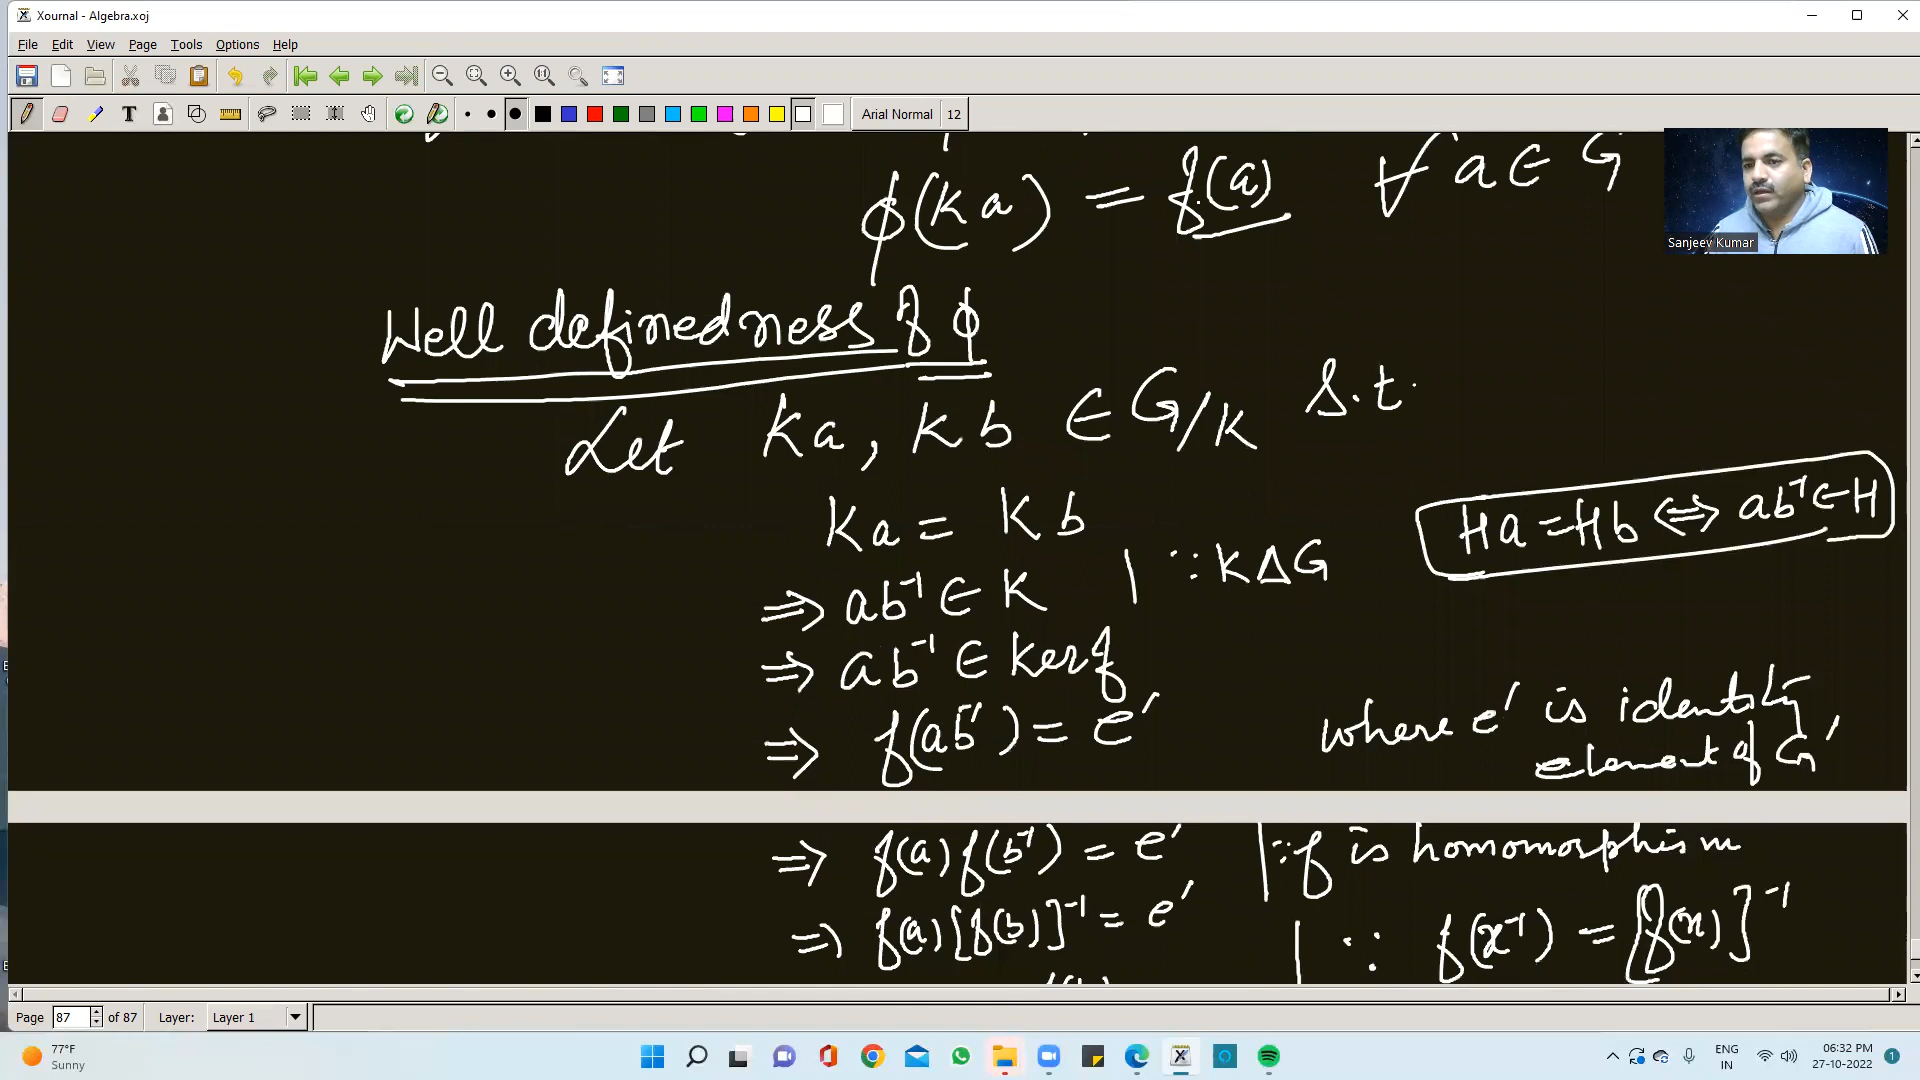 Xournal - Algebra.xoj
File Edit View Page Tools Options Help
Arial Normal 12
ϕ(Ka) = f(a) ∀ a ∈ G
Sanjeev Kumar
Well definedness of ϕ
Let Ka, Kb ∈ G/K s.t.
Ka = Kb
Ha = Hb ⇔ ab⁻¹ ∈ H
⇒ ab⁻¹ ∈ K | ∵ K Δ G
⇒ ab⁻¹ ∈ Kerf
⇒ f(ab⁻¹) = e′ where e′ is identity
element of G′
⇒ f(a) f(b⁻¹) = e′ | ∵ f is homomorphism
⇒ f(a) [f(b)]⁻¹ = e′ | ∵ f(x⁻¹) = [f(x)]⁻¹
Page 87 of 87 Layer: Layer 1
77°F
Sunny
ENG
IN
06:32 PM
27-10-2022
1